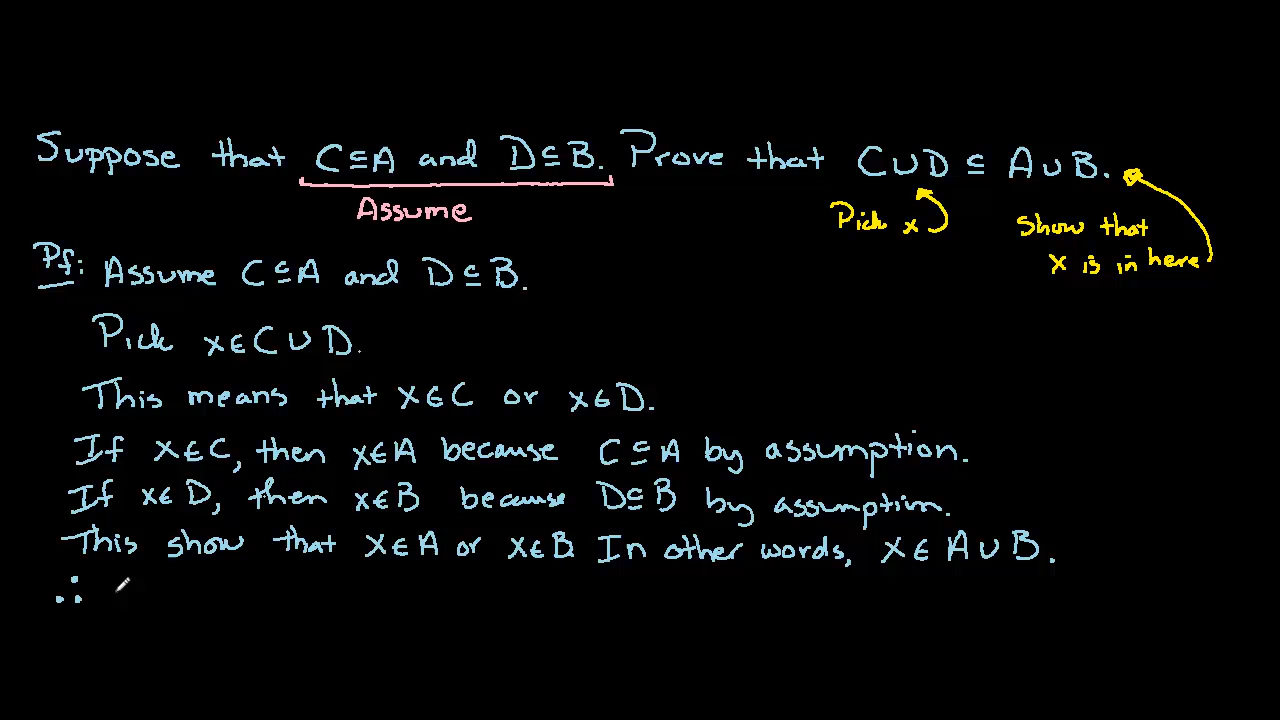 Suppose that C⊆A and D⊆B. Prove that C∪D ⊆ A∪B.
Assume
Pick x
Show that
x is in here
Pf: Assume C⊆A and D⊆B.
Pick x∈C∪D.
This means that x∈C or x∈D.
If x∈C, then x∈A because C⊆A by assumption.
If x∈D, then x∈B because D⊆B by assumption.
This show that x∈A or x∈B In other words, x∈A∪B.
∴